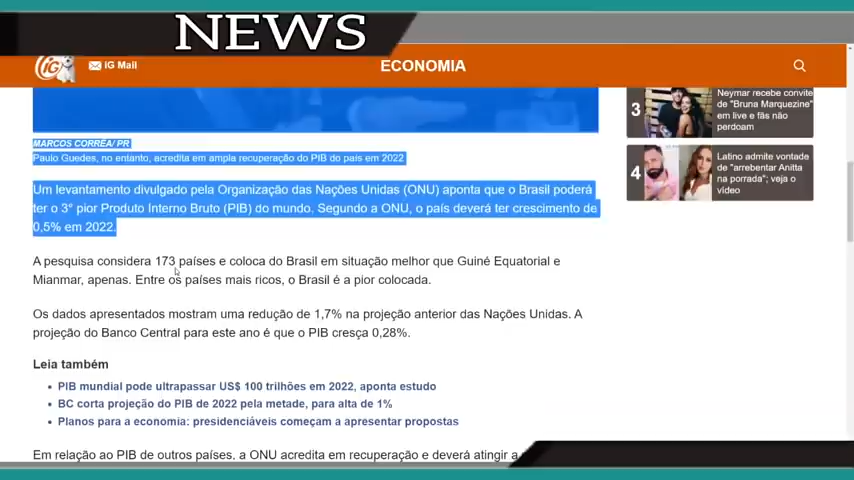 NEWS
iG
iG Mail
ECONOMIA
MARCOS CORRÊA/ PR
Paulo Guedes, no entanto, acredita em ampla recuperação do PIB do país em 2022
Um levantamento divulgado pela Organização das Nações Unidas (ONU) aponta que o Brasil poderá
ter o 3° pior Produto Interno Bruto (PIB) do mundo. Segundo a ONU, o país deverá ter crescimento de
0,5% em 2022.
A pesquisa considera 173 países e coloca do Brasil em situação melhor que Guiné Equatorial e
Mianmar, apenas. Entre os países mais ricos, o Brasil é a pior colocada.
Os dados apresentados mostram uma redução de 1,7% na projeção anterior das Nações Unidas. A
projeção do Banco Central para este ano é que o PIB cresça 0,28%.
Leia também
PIB mundial pode ultrapassar US$ 100 trilhões em 2022, aponta estudo
BC corta projeção do PIB de 2022 pela metade, para alta de 1%
Planos para a economia: presidenciáveis começam a apresentar propostas
Em relação ao PIB de outros países, a ONU acredita em recuperação e deverá atingir a
3
Neymar recebe convite
de "Bruna Marquezine"
em live e fãs não
perdoam
4
Latino admite vontade
de "arrebentar Anitta
na porrada"; veja o
vídeo